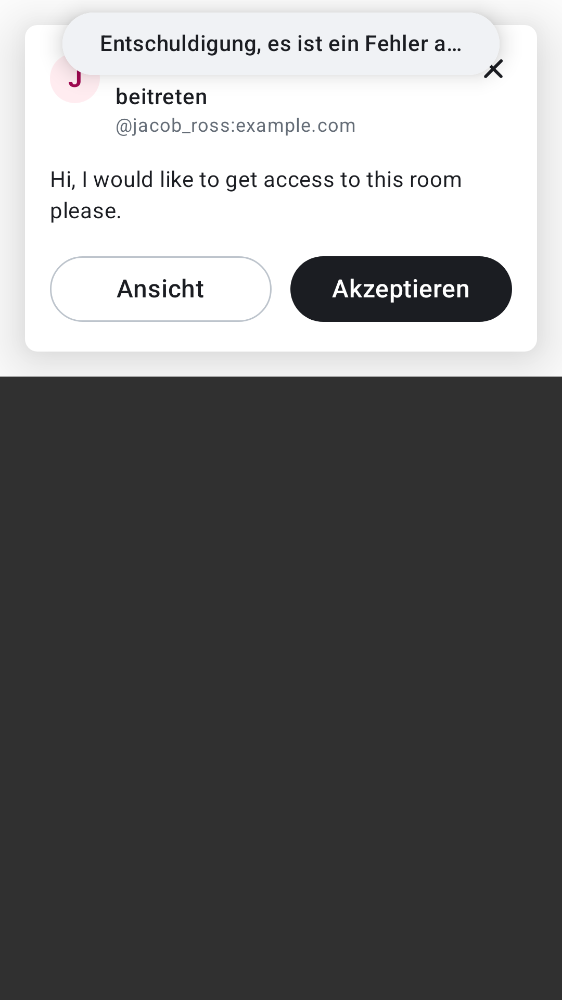 Entschuldigung, es ist ein Fehler a…
J
beitreten
@jacob_ross:example.com
Hi, I would like to get access to this room
please.
Ansicht
Akzeptieren